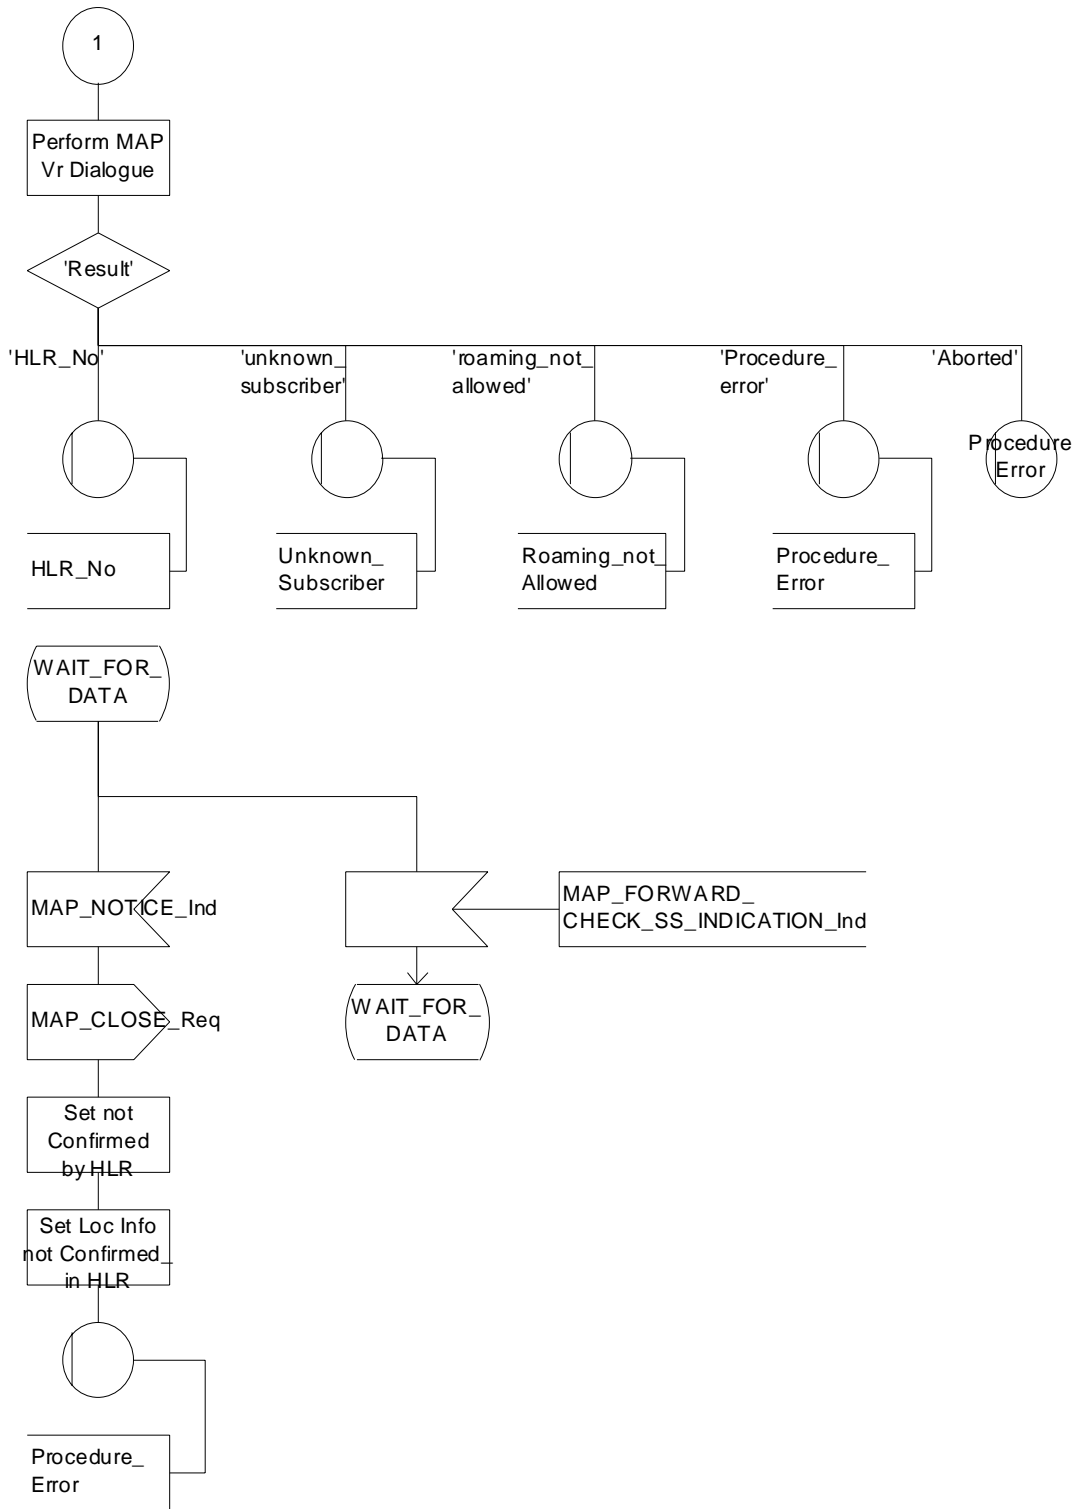 1
Perform MAP
Vr Dialogue
'Result'
'HLR_No'
'unknown_
subscriber'
'roaming_not_
allowed'
'Procedure_
error'
'Aborted'
Procedure
Error
HLR_No
Unknown_
Subscriber
Roaming_not_
Allowed
Procedure_
Error
WAIT_FOR_
DATA
MAP_NOTICE_Ind
MAP_FORWARD_
CHECK_SS_INDICATION_Ind
MAP_CLOSE_Req
WAIT_FOR_
DATA
Set not
Confirmed
by HLR
Set Loc Info
not Confirmed_
in HLR
Procedure_
Error